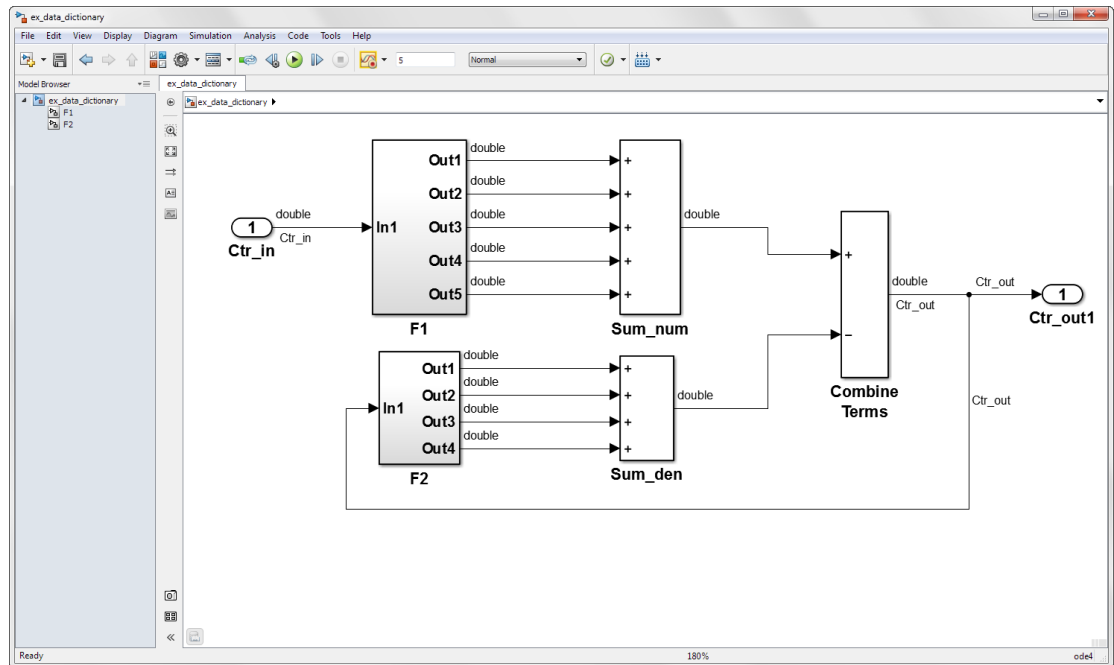 ex_data_dictionary
File Edit View Display Diagram Simulation Analysis Code Tools Help
5
Normal
Model Browser
ex_data_dictionary
ex_data_dictionary
F1
F2
ex_data_dictionary
double
Out1
double
Out2
double
double
1
Ctr_in
In1
Out3
double
Ctr_in
double
Out4
double
Out5
F1
+
+
+
+
+
Sum_num
+
double
Ctr_out
Ctr_out
1
Ctr_out1
−
Combine
Terms
Ctr_out
double
Out1
double
Out2
double
In1
Out3
double
Out4
F2
+
+
+
+
double
Sum_den
Ready
180%
ode4